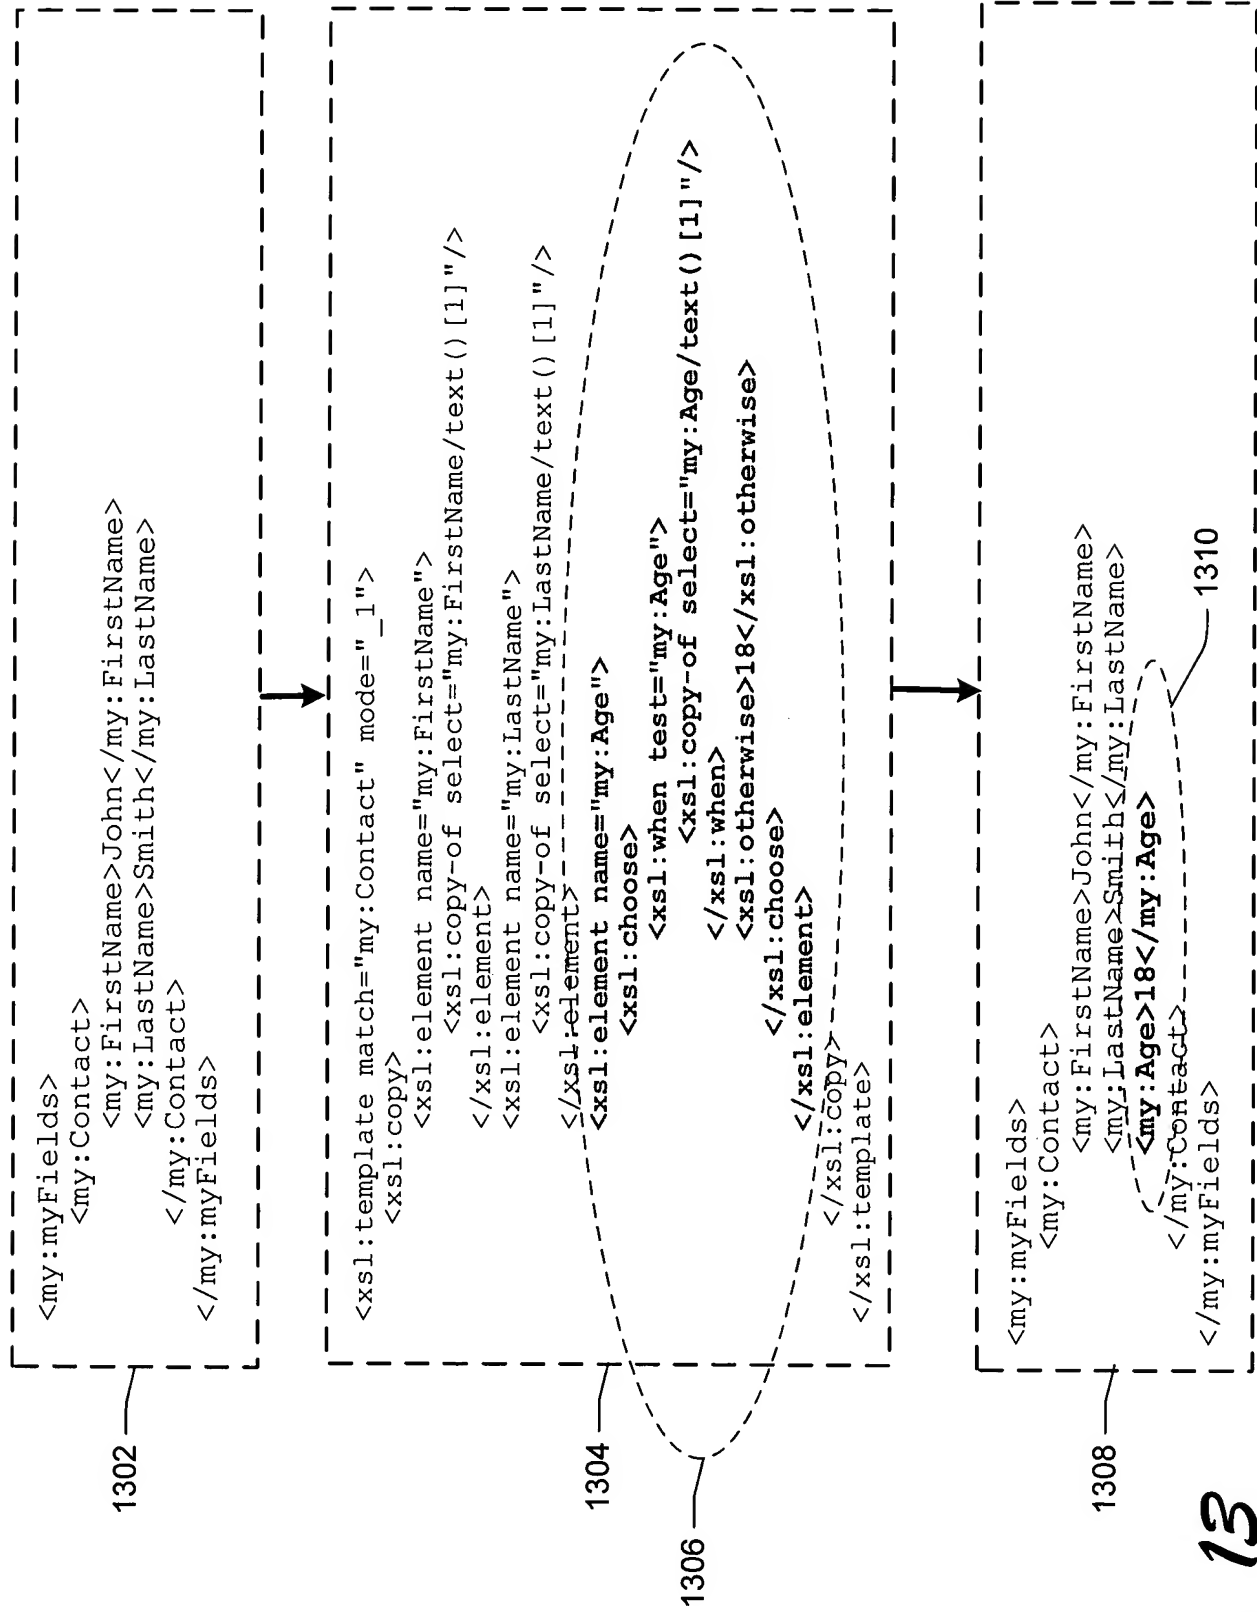 <my:myFields>
<my:Contact>
<my:FirstName>John</my:FirstName>
<my:LastName>Smith</my:LastName>
</my:Contact>
</my:myFields>
1302
<xsl:template match="my:Contact" mode="_1">
<xsl:copy>
<xsl:element name="my:FirstName">
<xsl:copy-of select="my:FirstName/text()[1]"/>
</xsl:element>
<xsl:element name="my:LastName">
<xsl:copy-of select="my:LastName/text()[1]"/>
</xsl:element>
<xsl:element name="my:Age">
<xsl:choose>
<xsl:when test="my:Age">
<xsl:copy-of select="my:Age/text()[1]"/>
</xsl:when>
<xsl:otherwise>18</xsl:otherwise>
</xsl:choose>
</xsl:element>
</xsl:copy>
</xsl:template>
1304
1306
<my:myFields>
<my:Contact>
<my:FirstName>John</my:FirstName>
<my:LastName>Smith</my:LastName>
<my:Age>18</my:Age>
</my:Contact>
</my:myFields>
1310
1308
13